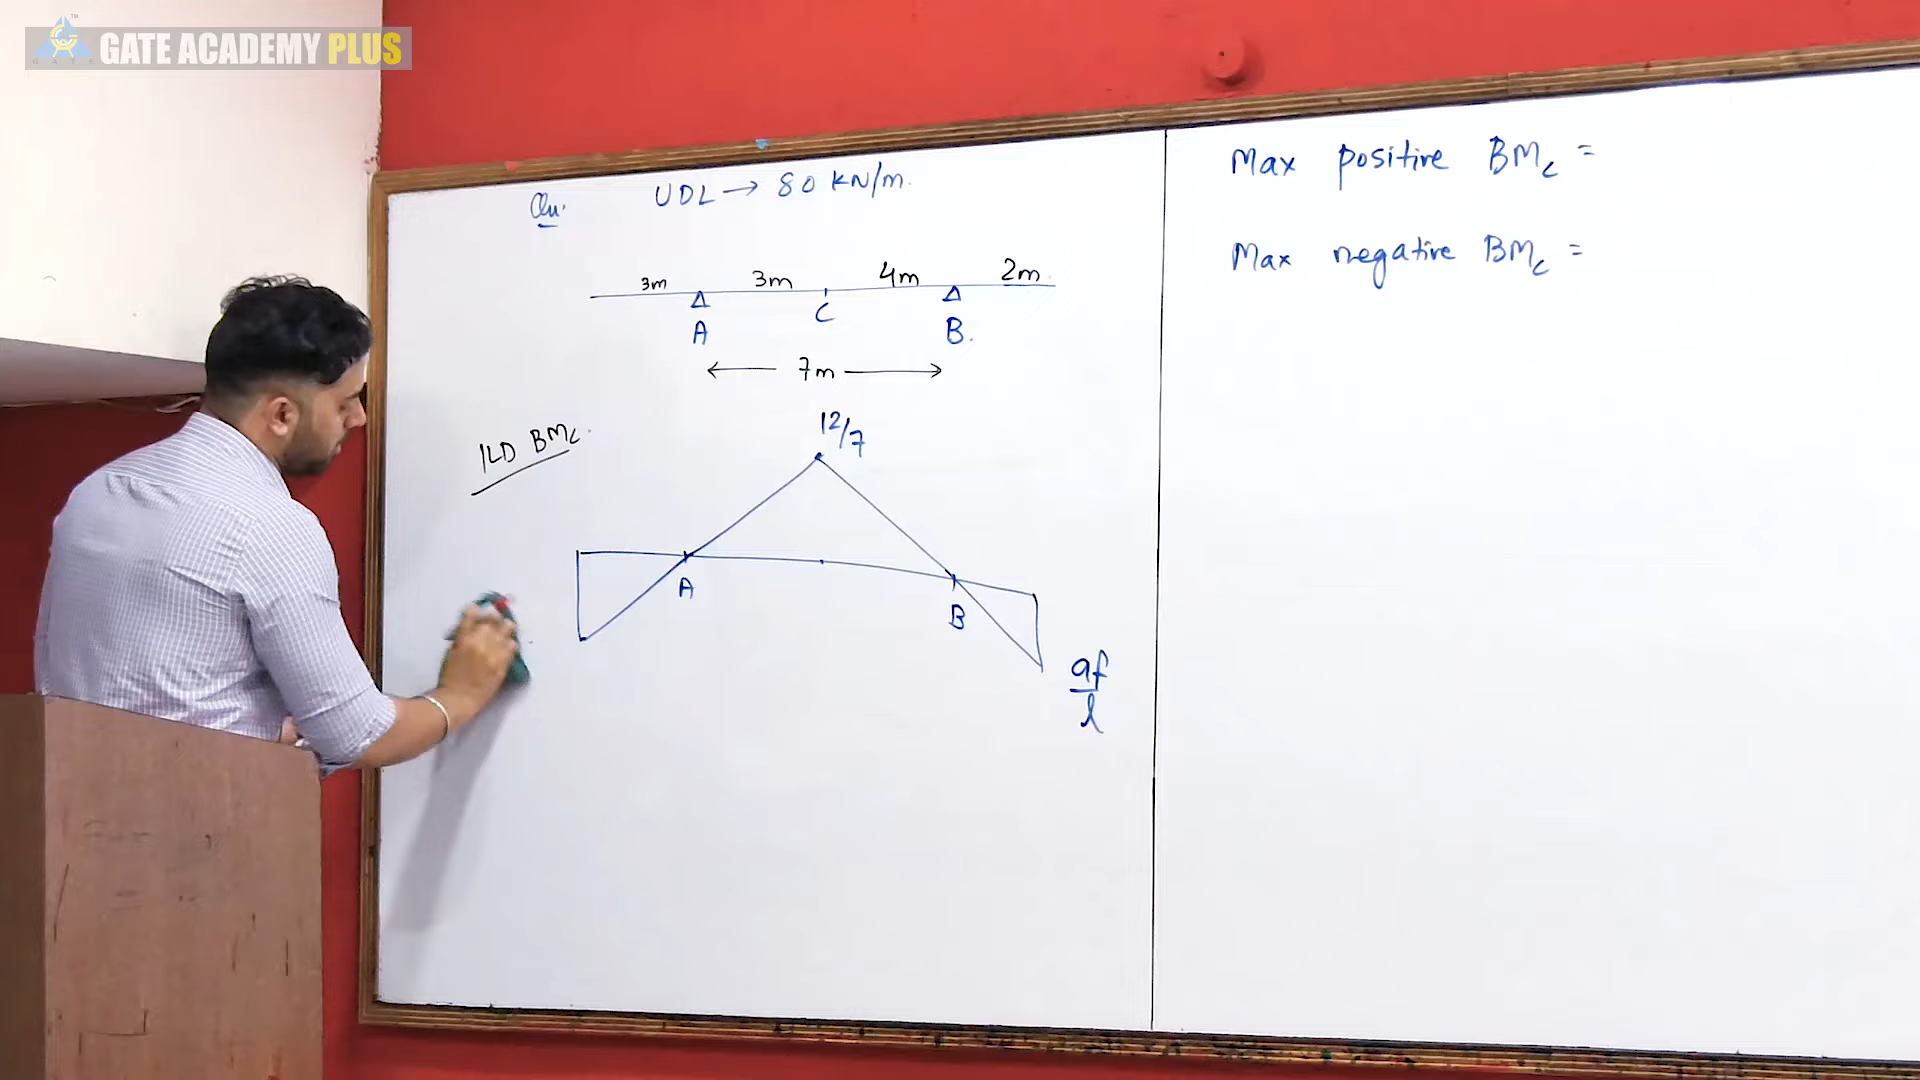 GATE ACADEMY PLUS
Qu.
UDL → 80 KN/m.
3m 3m 4m 2m
A C B.
7m
ILD BMc.
12/7
A B
af/l
Max positive BMc =
Max negative BMc =